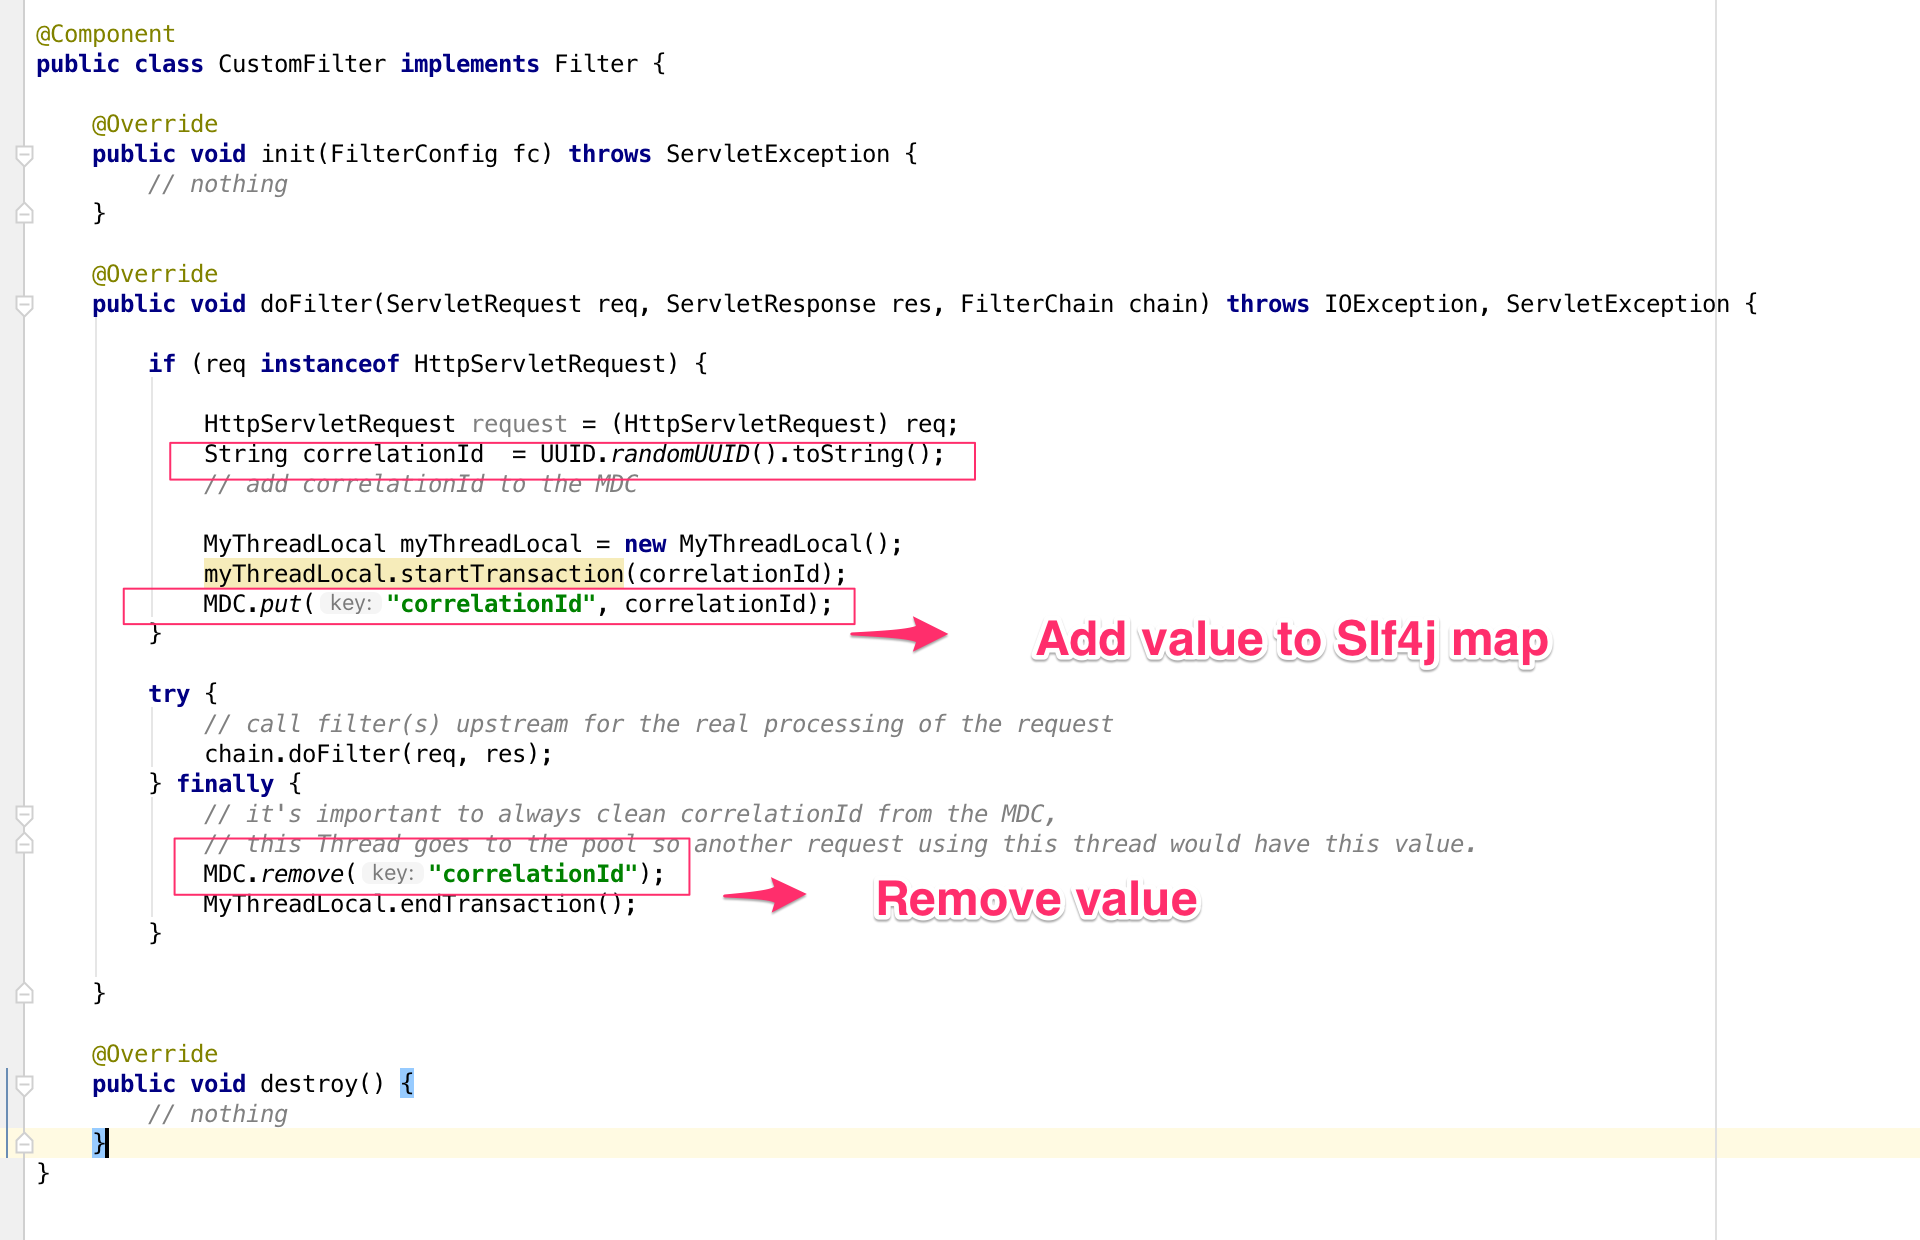 @Component
public class CustomFilter implements Filter {
@Override
public void init(FilterConfig fc) throws ServletException {
// nothing
}
@Override
public void doFilter(ServletRequest req, ServletResponse res, FilterChain chain) throws IOException, ServletException {
if (req instanceof HttpServletRequest) {
HttpServletRequest request = (HttpServletRequest) req;
String correlationId  = UUID.randomUUID().toString();
// add correlationId to the MDC
MyThreadLocal myThreadLocal = new MyThreadLocal();
myThreadLocal.startTransaction(correlationId);
MDC.put( key: "correlationId", correlationId);
}
Add value to Slf4j map
try {
// call filter(s) upstream for the real processing of the request
chain.doFilter(req, res);
} finally {
// it's important to always clean correlationId from the MDC,
// this Thread goes to the pool so another request using this thread would have this value.
MDC.remove( key: "correlationId");
Remove value
MyThreadLocal.endTransaction();
}
}
@Override
public void destroy() {
// nothing
}
}